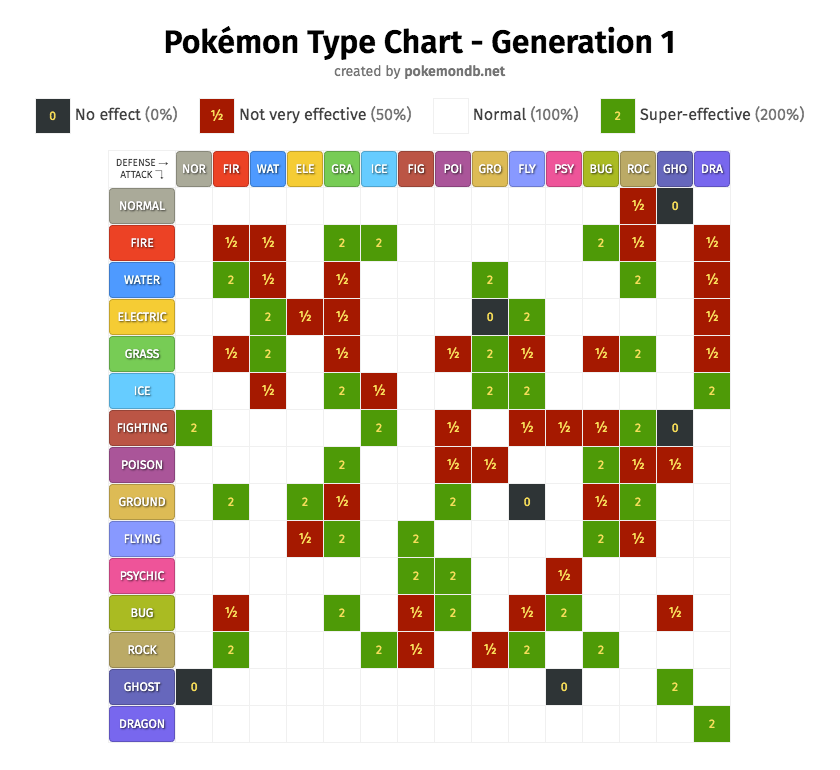 Pokémon Type Chart - Generation 1
created by pokemondb.net
0 No effect (0%) ½ Not very effective (50%) Normal (100%) 2 Super-effective (200%)
DEFENSE → NOR FIR WAT ELE GRA ICE FIG POI GRO FLY PSY BUG ROC GHO DRA
ATTACK ⤵
NORMAL ½ 0
FIRE ½ ½ 2 2 2 ½ ½
WATER 2 ½ ½ 2 2 ½
ELECTRIC 2 ½ ½ 0 2 ½
GRASS ½ 2 ½ ½ 2 ½ ½ 2 ½
ICE ½ 2 ½ 2 2 2
FIGHTING 2 2 ½ ½ ½ ½ 2 0
POISON 2 ½ ½ 2 ½ ½
GROUND 2 2 ½ 2 0 ½ 2
FLYING ½ 2 2 2 ½
PSYCHIC 2 2 ½
BUG ½ 2 ½ 2 ½ 2 ½
ROCK 2 2 ½ ½ 2 2
GHOST 0 0 2
DRAGON 2